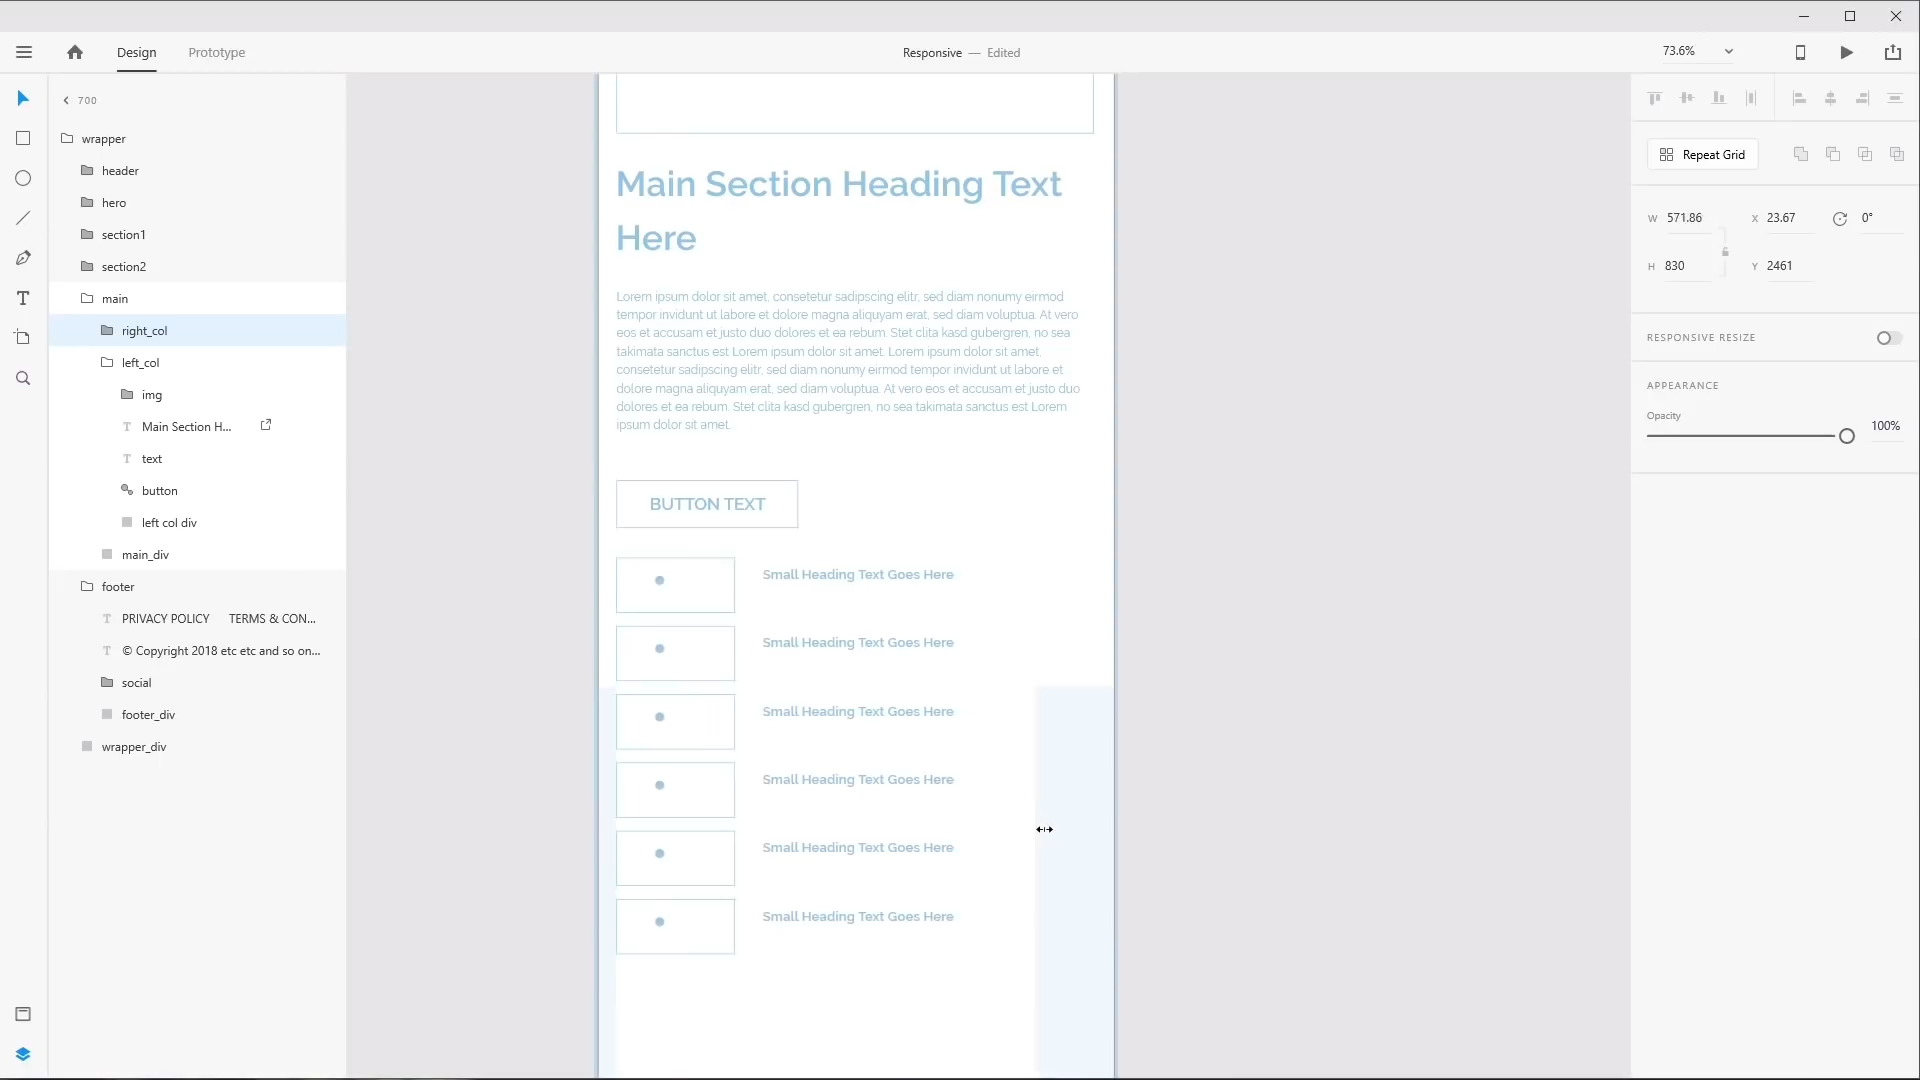 Design
Prototype
Responsive — Edited
73.6%
700
wrapper
header
hero
section1
section2
main
right_col
left_col
img
Main Section H...
text
button
left col div
main_div
footer
PRIVACY POLICY TERMS & CON...
© Copyright 2018 etc etc and so on...
social
footer_div
wrapper_div
Main Section Heading Text
Here
Lorem ipsum dolor sit amet, consetetur sadipscing elitr, sed diam nonumy eirmod
tempor invidunt ut labore et dolore magna aliquyam erat, sed diam voluptua. At vero
eos et accusam et justo duo dolores et ea rebum. Stet clita kasd gubergren, no sea
takimata sanctus est Lorem ipsum dolor sit amet. Lorem ipsum dolor sit amet,
consetetur sadipscing elitr, sed diam nonumy eirmod tempor invidunt ut labore et
dolore magna aliquyam erat, sed diam voluptua. At vero eos et accusam et justo duo
dolores et ea rebum. Stet clita kasd gubergren, no sea takimata sanctus est Lorem
ipsum dolor sit amet.
BUTTON TEXT
Small Heading Text Goes Here
Small Heading Text Goes Here
Small Heading Text Goes Here
Small Heading Text Goes Here
Small Heading Text Goes Here
Small Heading Text Goes Here
Repeat Grid
W 571.86 X 23.67 0°
H 830 Y 2461
RESPONSIVE RESIZE
APPEARANCE
Opacity
100%